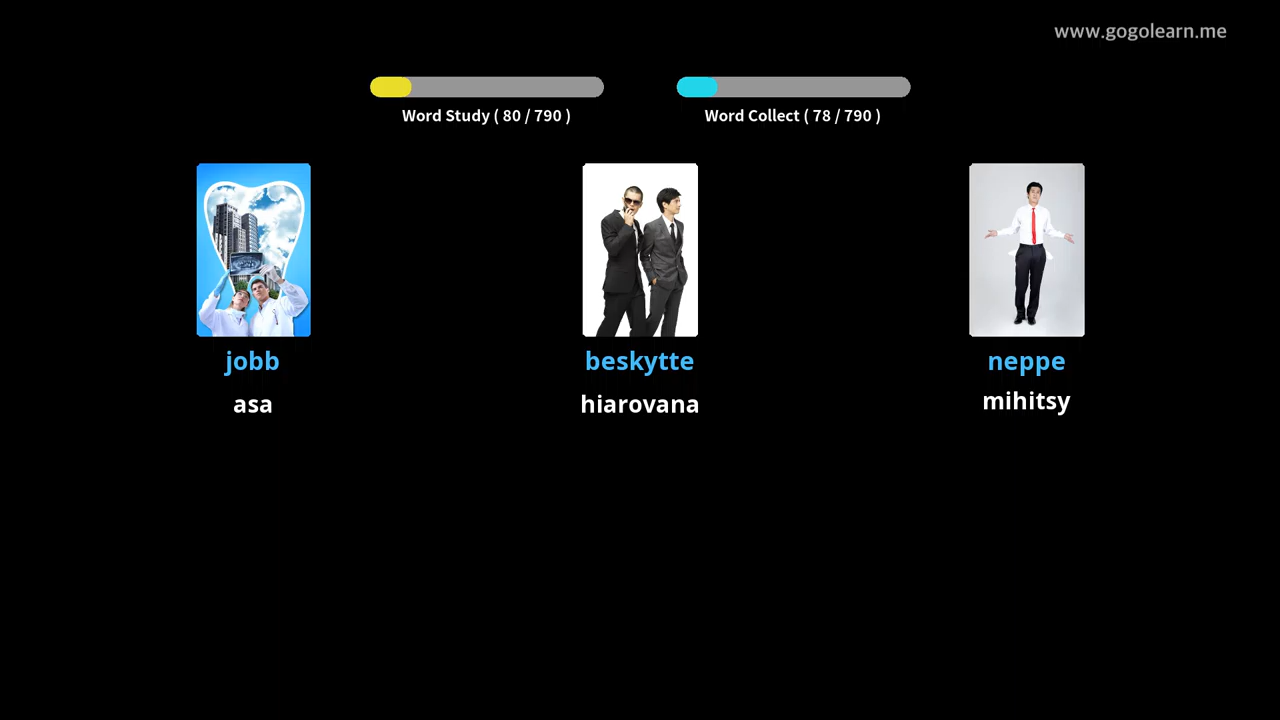 www.gogolearn.me
Word Study ( 80 / 790 )
Word Collect ( 78 / 790 )
jobb
beskytte
neppe
asa
hiarovana
mihitsy